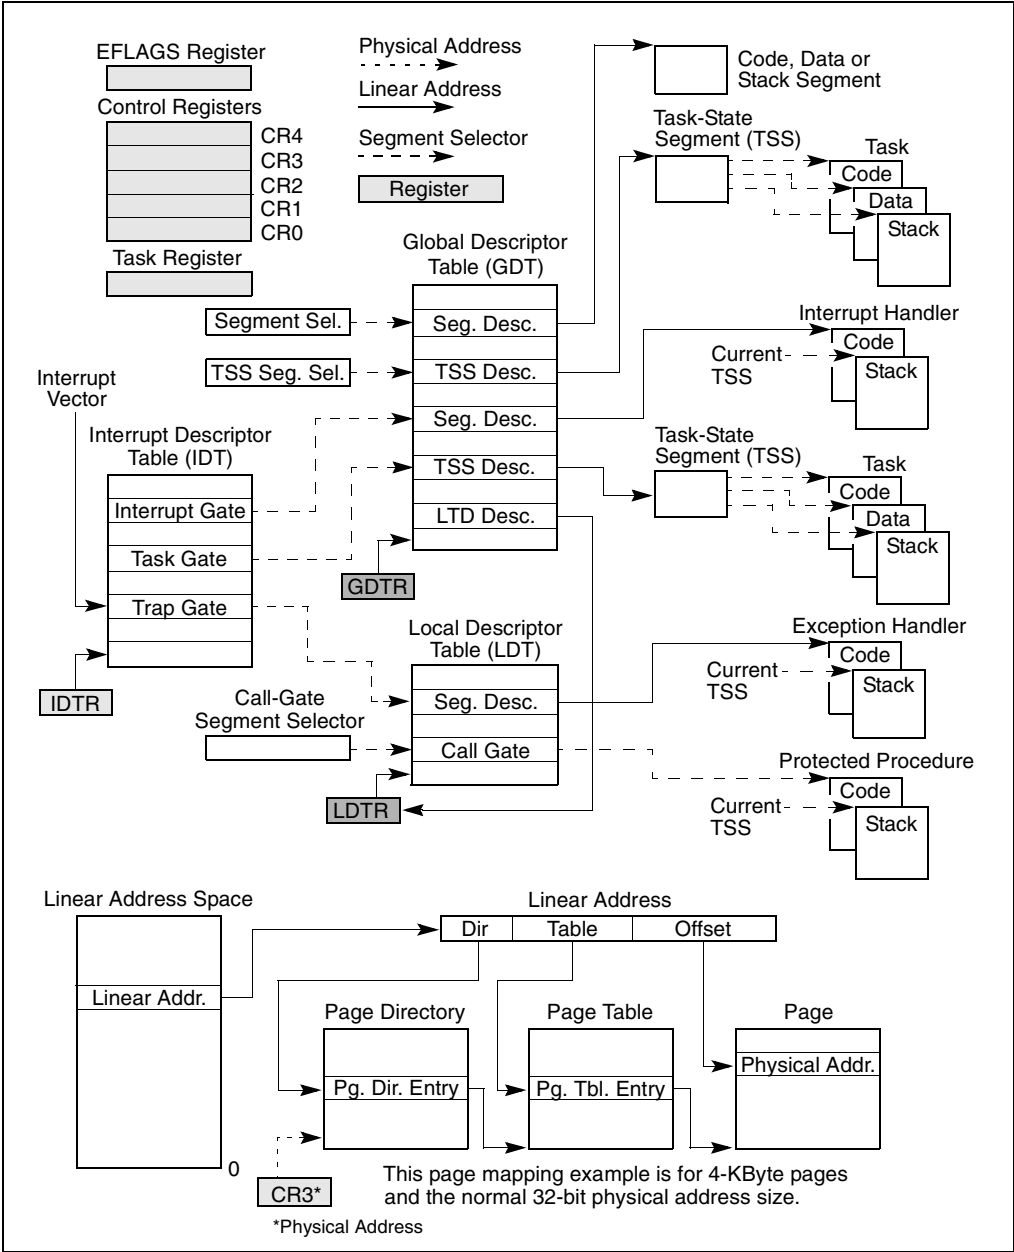 EFLAGS Register
Control Registers
CR4
CR3
CR2
CR1
CR0
Task Register
Physical Address
Linear Address
Segment Selector
Register
Code, Data or
Stack Segment
Task-State
Segment (TSS)
Task
Code
Data
Stack
Global Descriptor
Table (GDT)
Segment Sel.
Seg. Desc.
TSS Seg. Sel.
TSS Desc.
Seg. Desc.
TSS Desc.
LTD Desc.
GDTR
Interrupt Handler
Code
Stack
Current
TSS
Interrupt
Vector
Interrupt Descriptor
Table (IDT)
Interrupt Gate
Task Gate
Trap Gate
IDTR
Task-State
Segment (TSS)
Task
Code
Data
Stack
Local Descriptor
Table (LDT)
Call-Gate
Segment Selector
Seg. Desc.
Call Gate
LDTR
Exception Handler
Code
Stack
Current
TSS
Protected Procedure
Code
Stack
Current
TSS
Linear Address Space
Linear Addr.
0
Linear Address
Dir
Table
Offset
Page Directory
Pg. Dir. Entry
Page Table
Pg. Tbl. Entry
Page
Physical Addr.
CR3*
*Physical Address
This page mapping example is for 4-KByte pages
and the normal 32-bit physical address size.